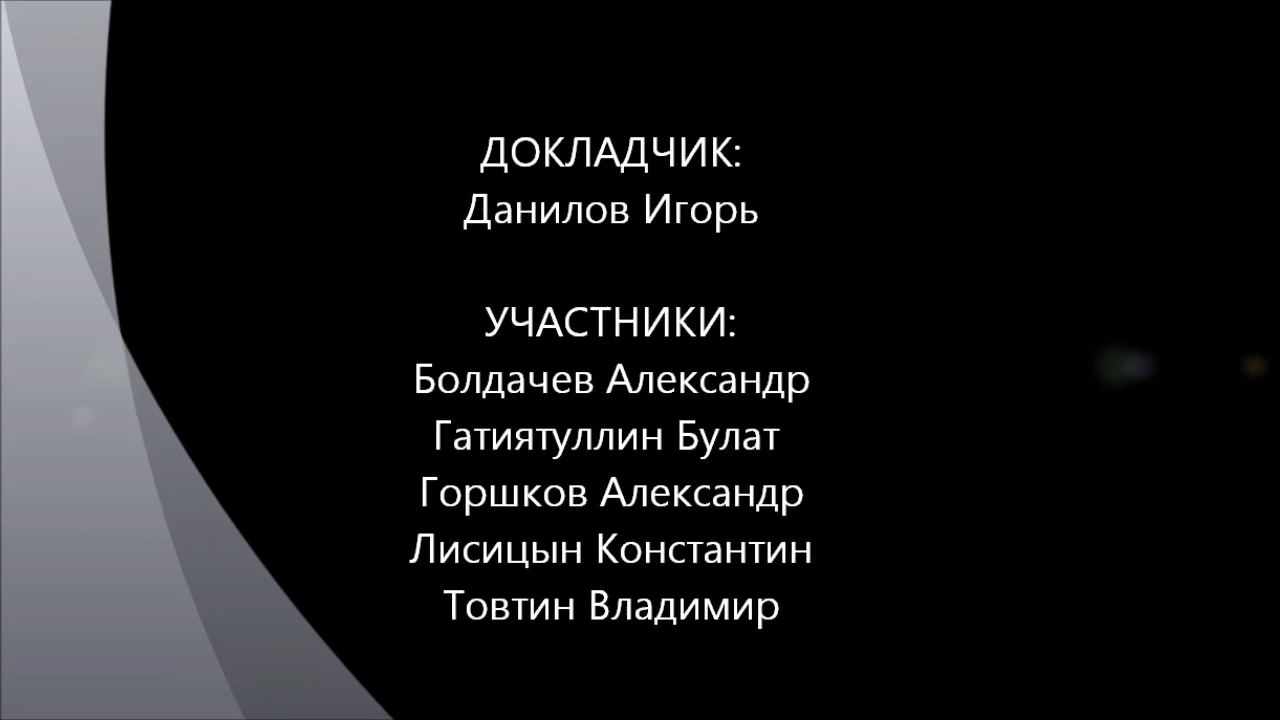 ДОКЛАДЧИК:
Данилов Игорь
УЧАСТНИКИ:
Болдачев Александр
Гатиятуллин Булат
Горшков Александр
Лисицын Константин
Товтин Владимир